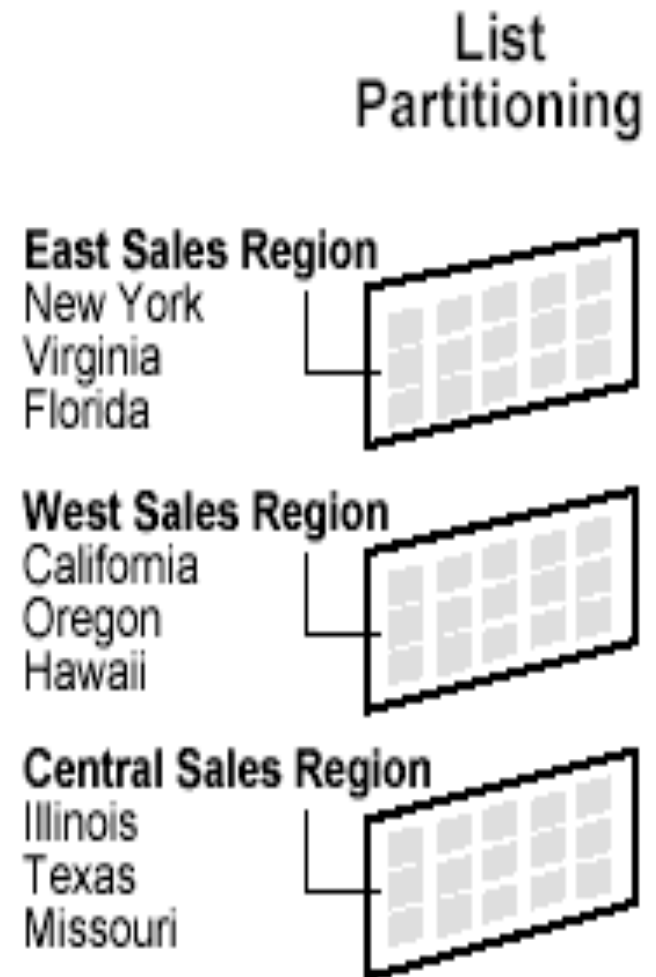 List
Partitioning
East Sales Region
New York
Virginia
Florida
West Sales Region
California
Oregon
Hawaii
Central Sales Region
Illinois
Texas
Missouri